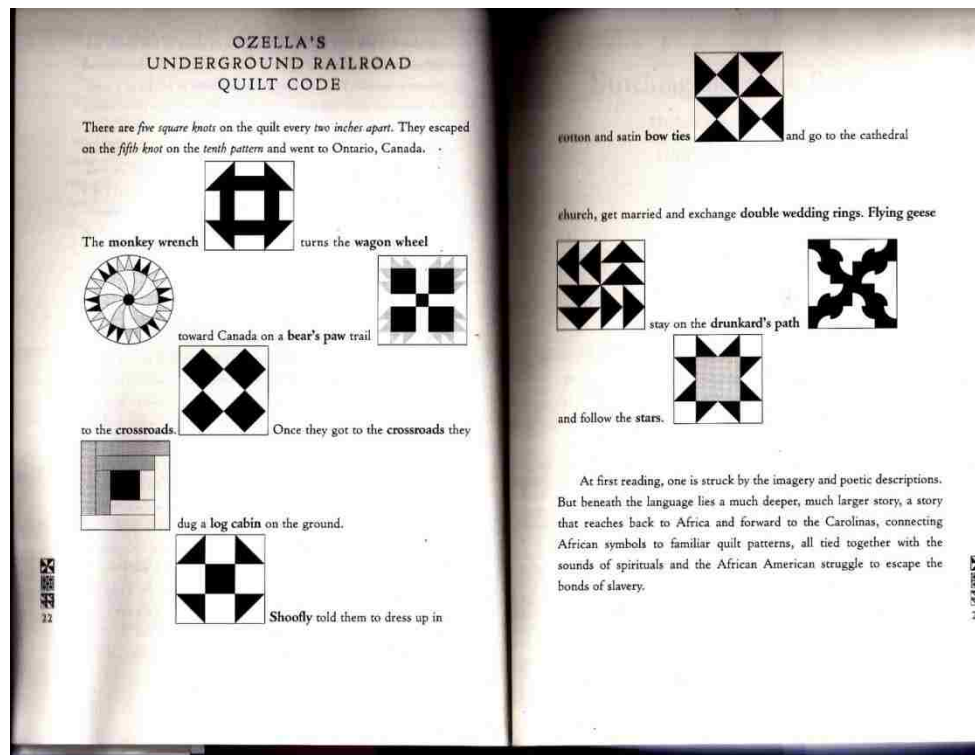 OZELLA'S
UNDERGROUND RAILROAD
QUILT CODE
There are five square knots on the quilt every two inches apart. They escaped
on the fifth knot on the tenth pattern and went to Ontario, Canada.
The monkey wrench turns the wagon wheel
toward Canada on a bear's paw trail
to the crossroads. Once they got to the crossroads they
dug a log cabin on the ground.
Shoofly told them to dress up in
22
cotton and satin bow ties and go to the cathedral
church, get married and exchange double wedding rings. Flying geese
stay on the drunkard's path
and follow the stars.
At first reading, one is struck by the imagery and poetic descriptions.
But beneath the language lies a much deeper, much larger story, a story
that reaches back to Africa and forward to the Carolinas, connecting
African symbols to familiar quilt patterns, all tied together with the
sounds of spirituals and the African American struggle to escape the
bonds of slavery.